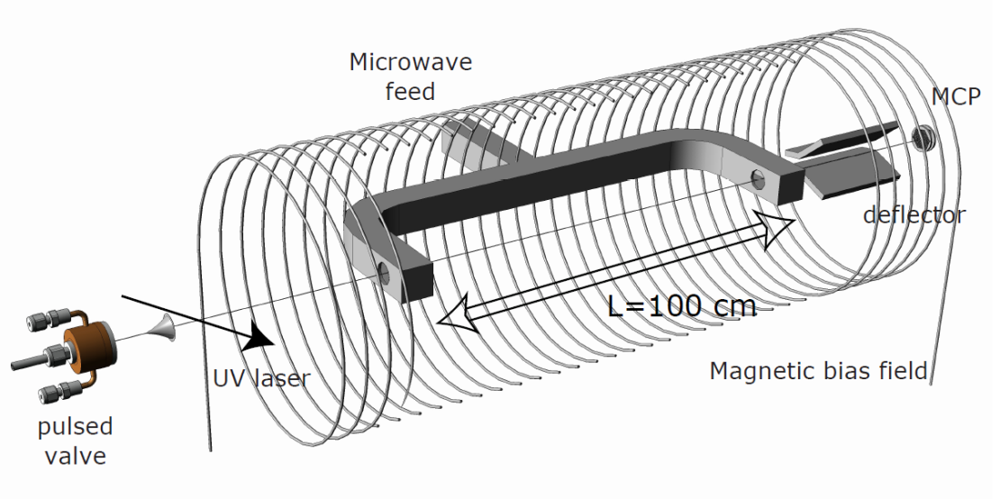 Microwave
feed
MCP
deflector
L=100 cm
Magnetic bias field
UV laser
pulsed
valve